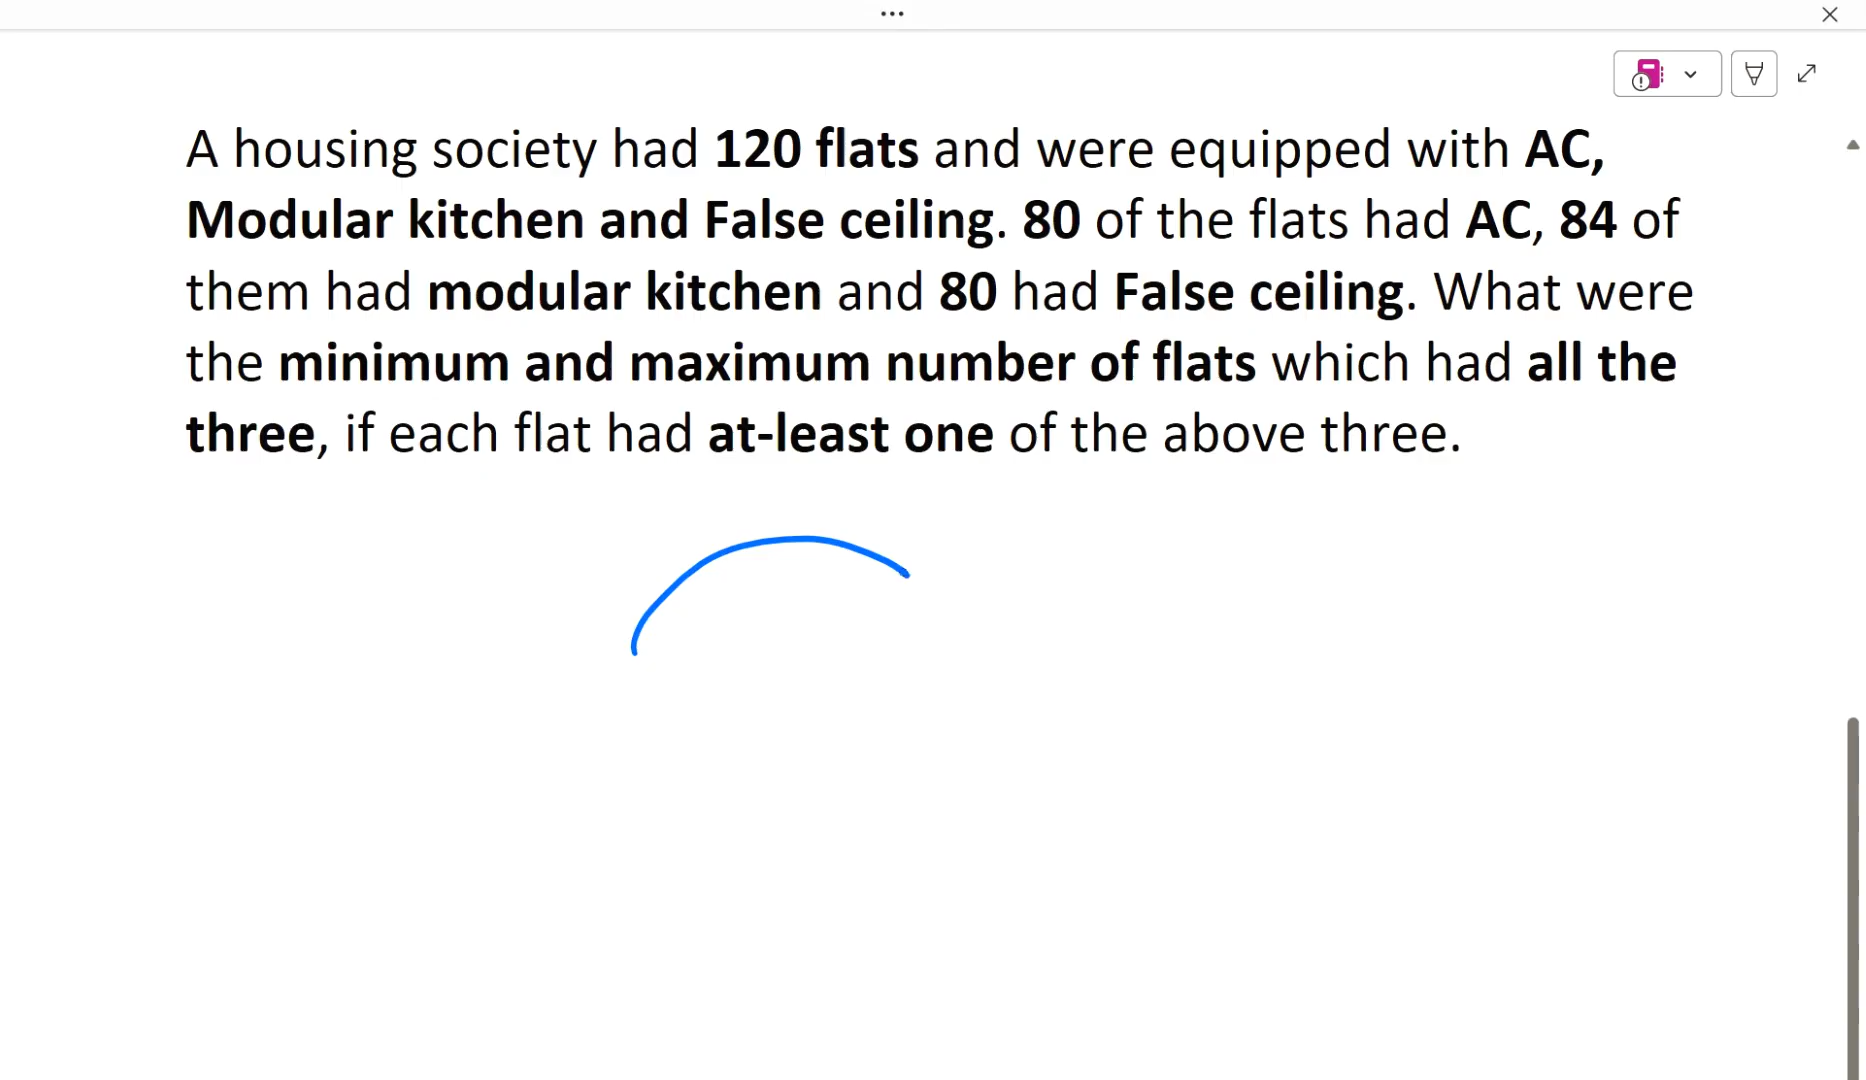 A housing society had 120 flats and were equipped with AC,
Modular kitchen and False ceiling. 80 of the flats had AC, 84 of
them had modular kitchen and 80 had False ceiling. What were
the minimum and maximum number of flats which had all the
three, if each flat had at-least one of the above three.